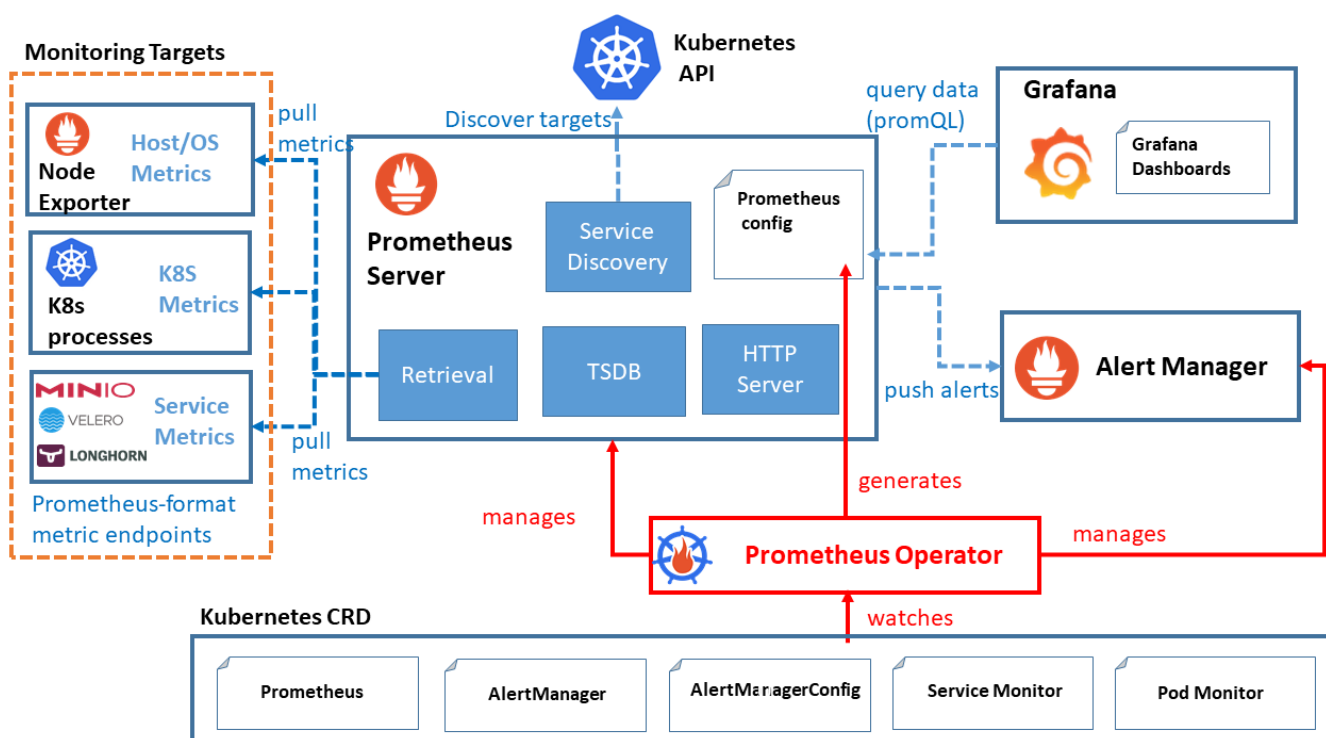 Monitoring Targets
Node
Exporter
Host/OS
Metrics
K8s
processes
K8S
Metrics
MINIO
VELERO
LONGHORN
Service
Metrics
Prometheus-format
metric endpoints
pull
metrics
pull
metrics
Kubernetes
API
Discover targets
Prometheus
Server
Service
Discovery
Prometheus
config
Retrieval
TSDB
HTTP
Server
query data
(promQL)
Grafana
Grafana
Dashboards
push alerts
Alert Manager
manages
generates
manages
Prometheus Operator
watches
Kubernetes CRD
Prometheus
AlertManager
AlertManagerConfig
Service Monitor
Pod Monitor